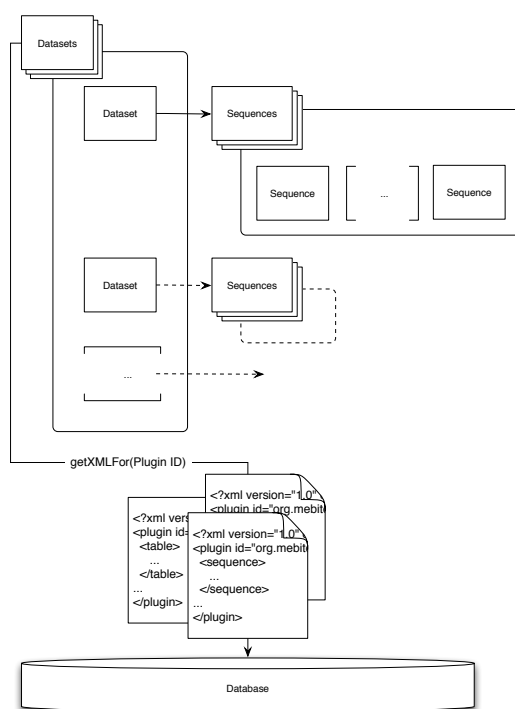 Datasets
Dataset
Sequences
Sequence
...
Sequence
Dataset
Sequences
...
getXMLFor(Plugin ID)
<?xml version="1.0"
<plugin id="org.mebit
<?xml vers
<plugin id=
<table>
...
</table>
...
</plugin>
<?xml version="1.0"
<plugin id="org.mebit
<sequence>
...
</sequence>
...
</plugin>
Database